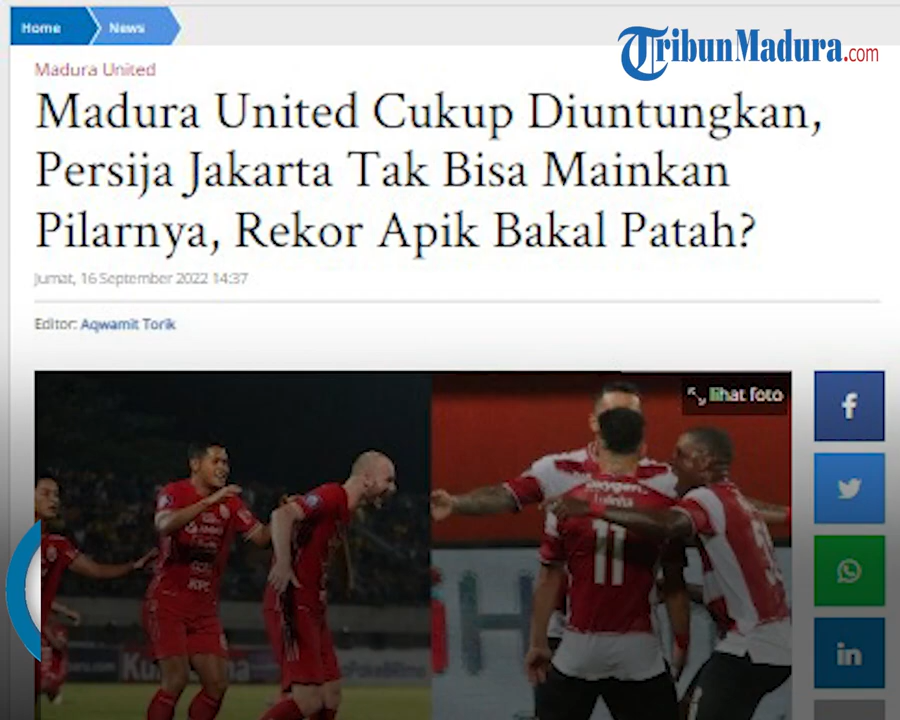 Home News
TribunMadura.com
Madura United
Madura United Cukup Diuntungkan,
Persija Jakarta Tak Bisa Mainkan
Pilarnya, Rekor Apik Bakal Patah?
Jumat, 16 September 2022 14:37
Editor: Aqwamit Torik
lihat foto
Lulinha
11